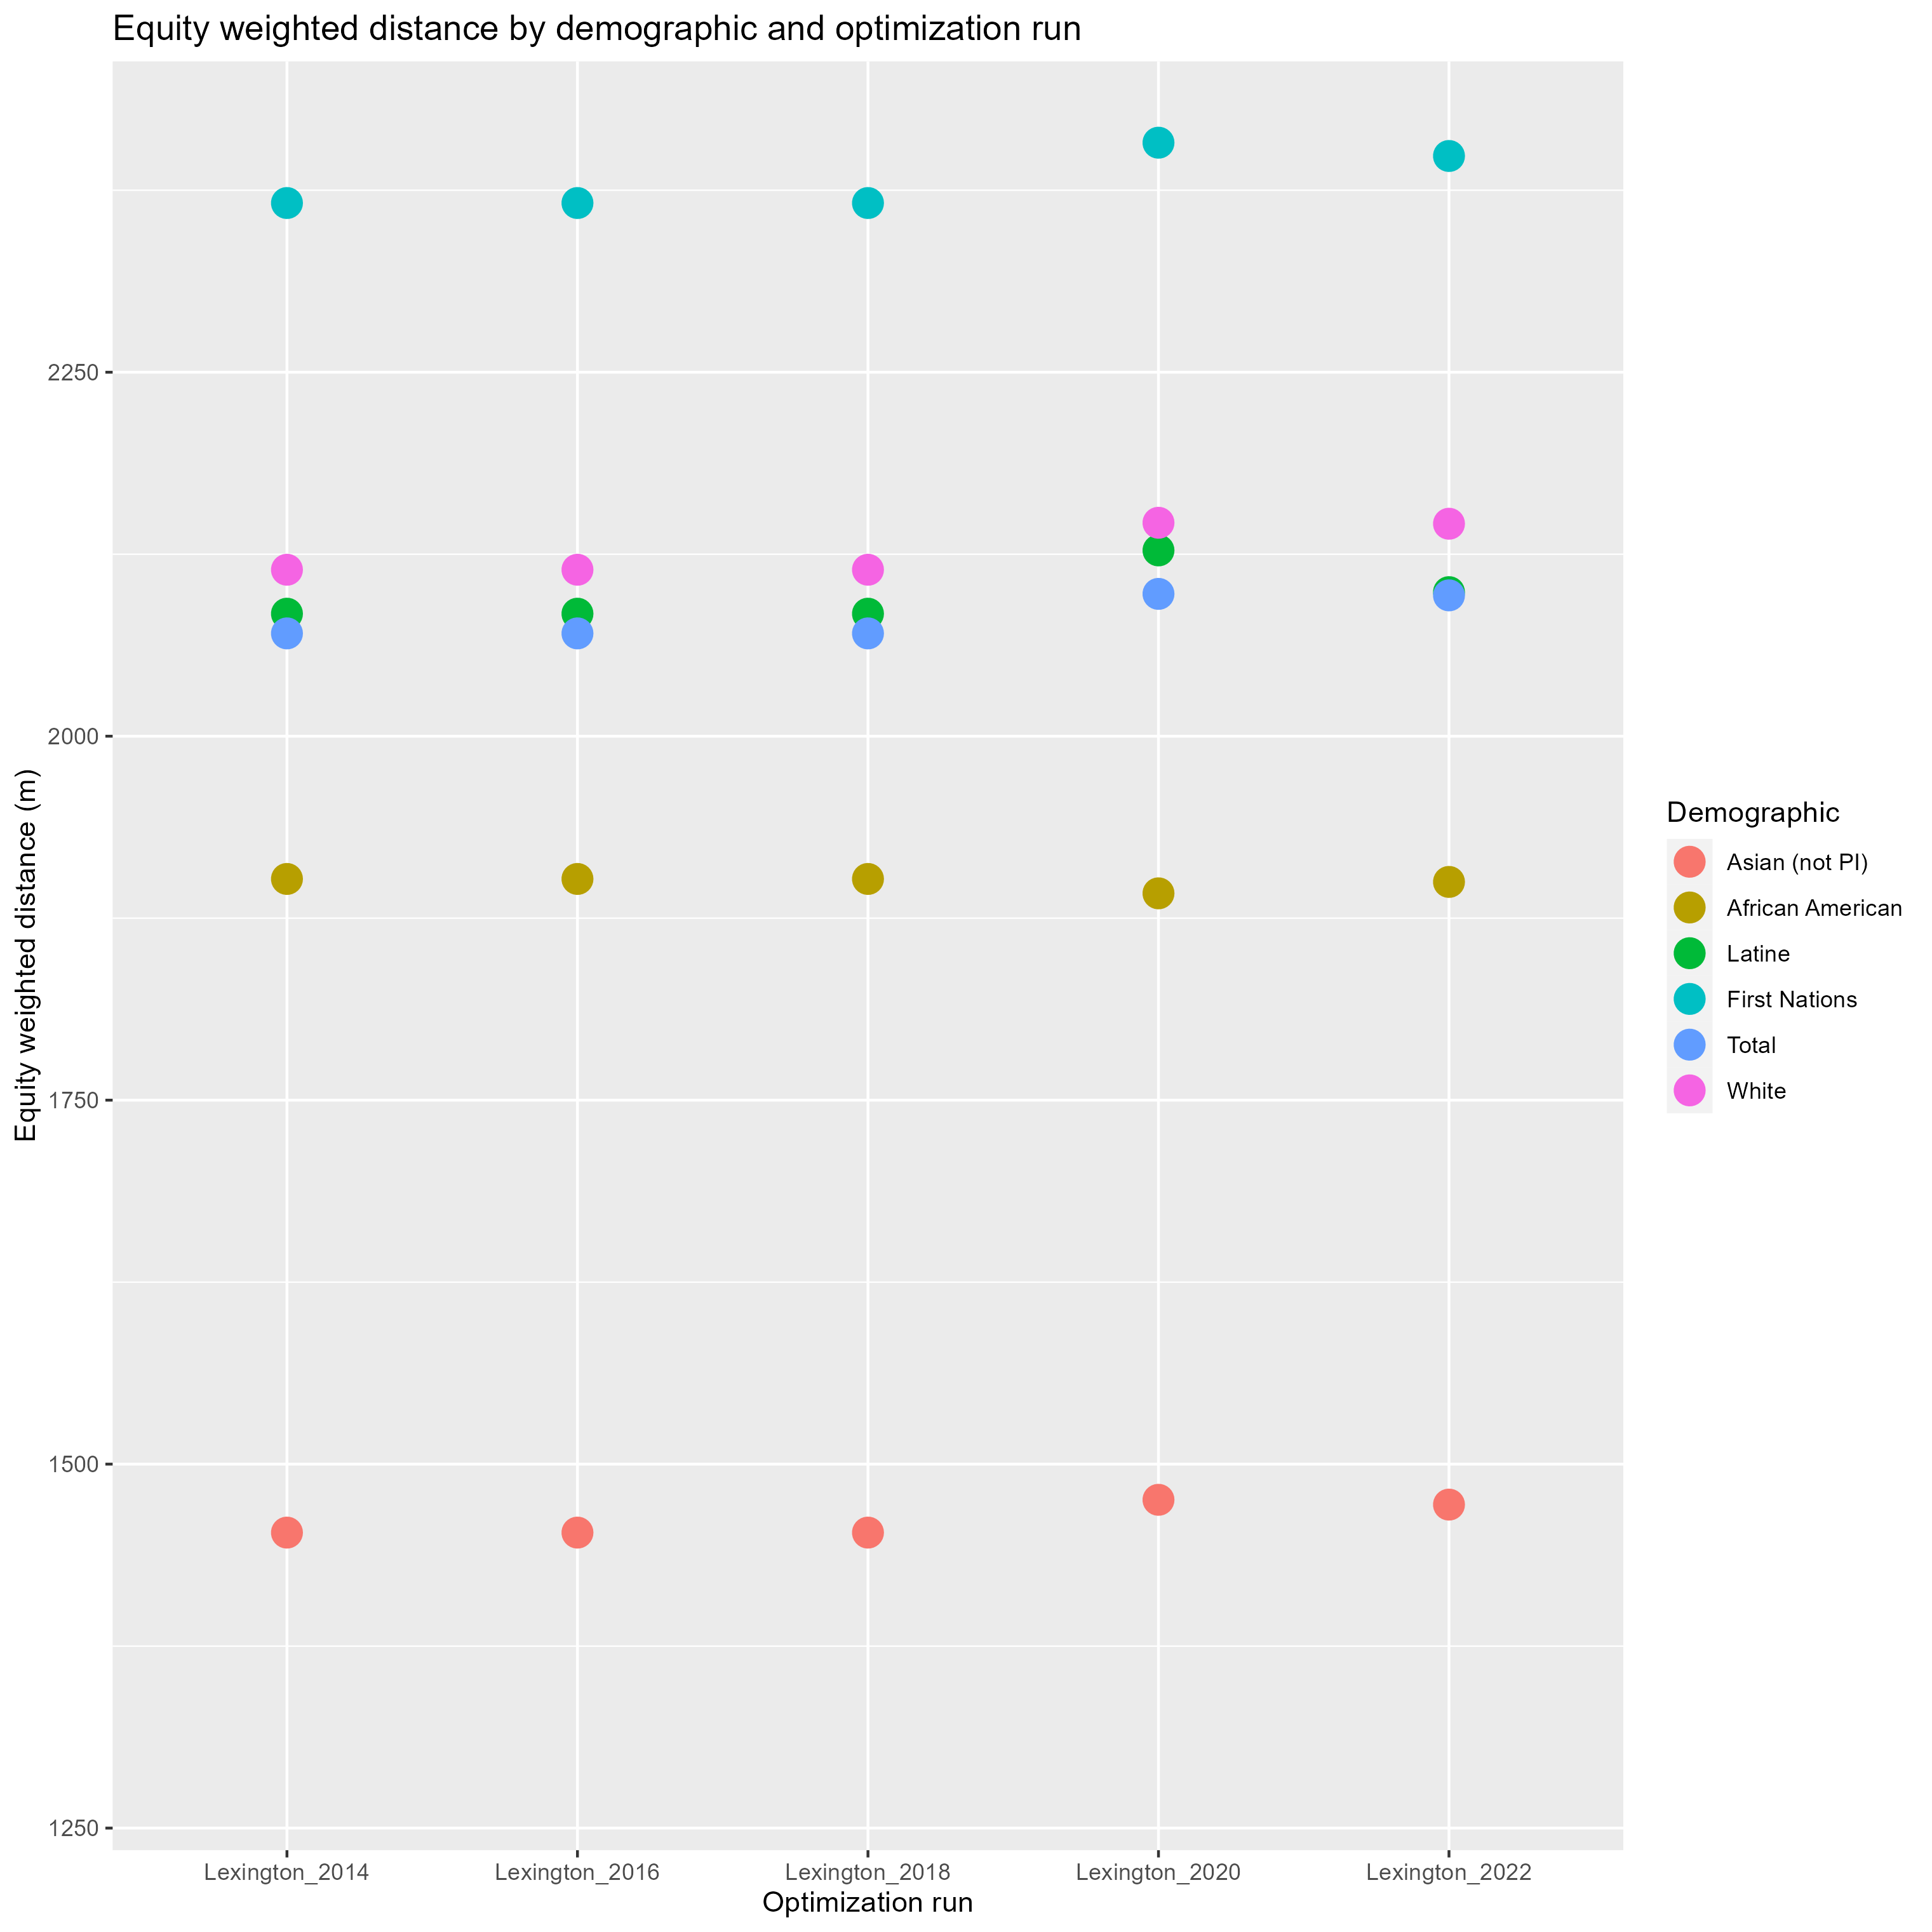 Equity weighted distance by demographic and optimization run
Equity weighted distance (m)
2250
2000
1750
1500
1250
Lexington_2014
Lexington_2016
Lexington_2018
Lexington_2020
Lexington_2022
Optimization run
Demographic
Asian (not PI)
African American
Latine
First Nations
Total
White